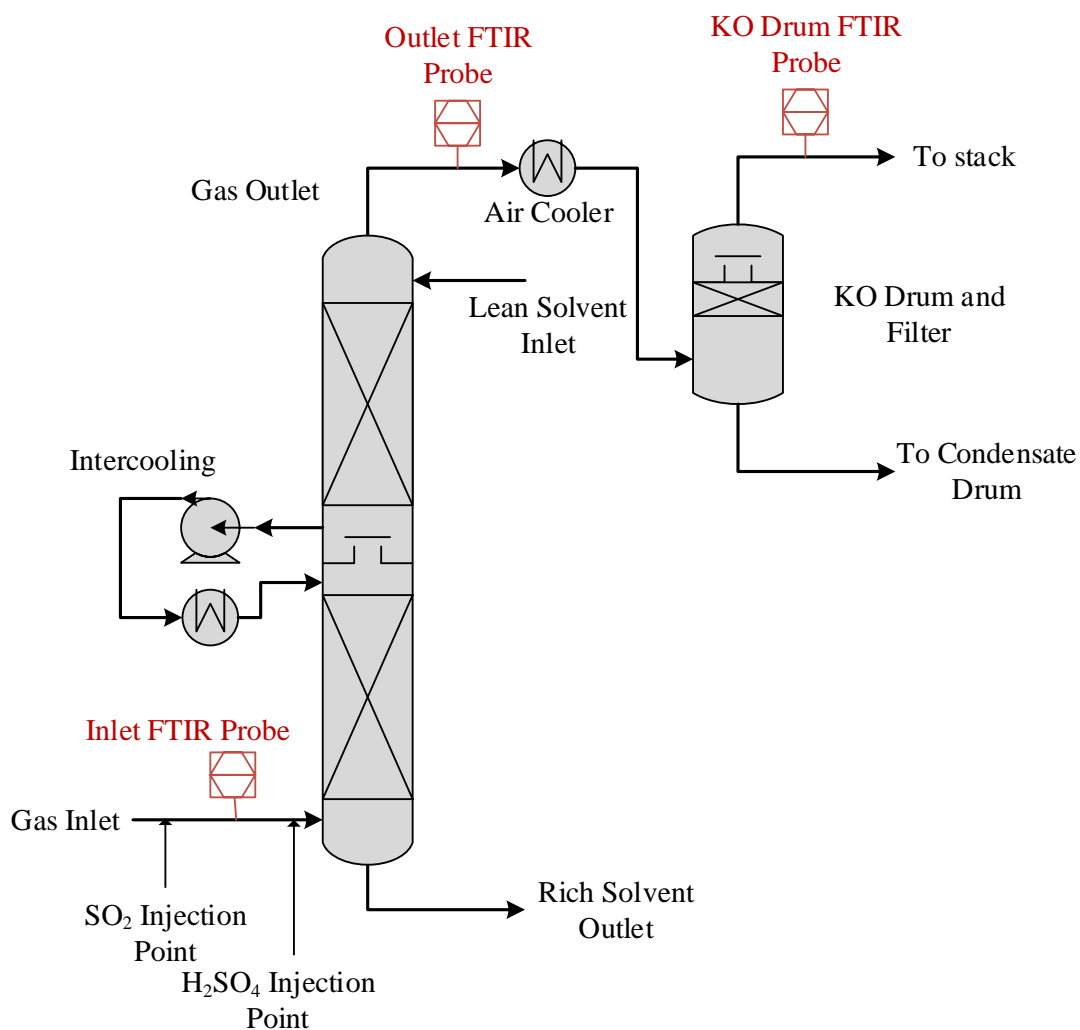 Outlet FTIR
Probe
KO Drum FTIR
Probe
To stack
Gas Outlet
Air Cooler
Lean Solvent
Inlet
KO Drum and
Filter
Intercooling
To Condensate
Drum
Inlet FTIR Probe
Gas Inlet
SO₂ Injection
Point
H₂SO₄ Injection
Point
Rich Solvent
Outlet